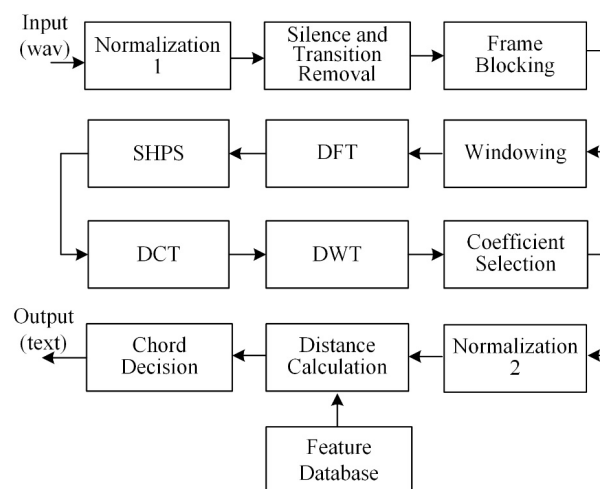 Input
(wav)
Normalization
1
Silence and
Transition
Removal
Frame
Blocking
SHPS
DFT
Windowing
DCT
DWT
Coefficient
Selection
Output
(text)
Chord
Decision
Distance
Calculation
Normalization
2
Feature
Database